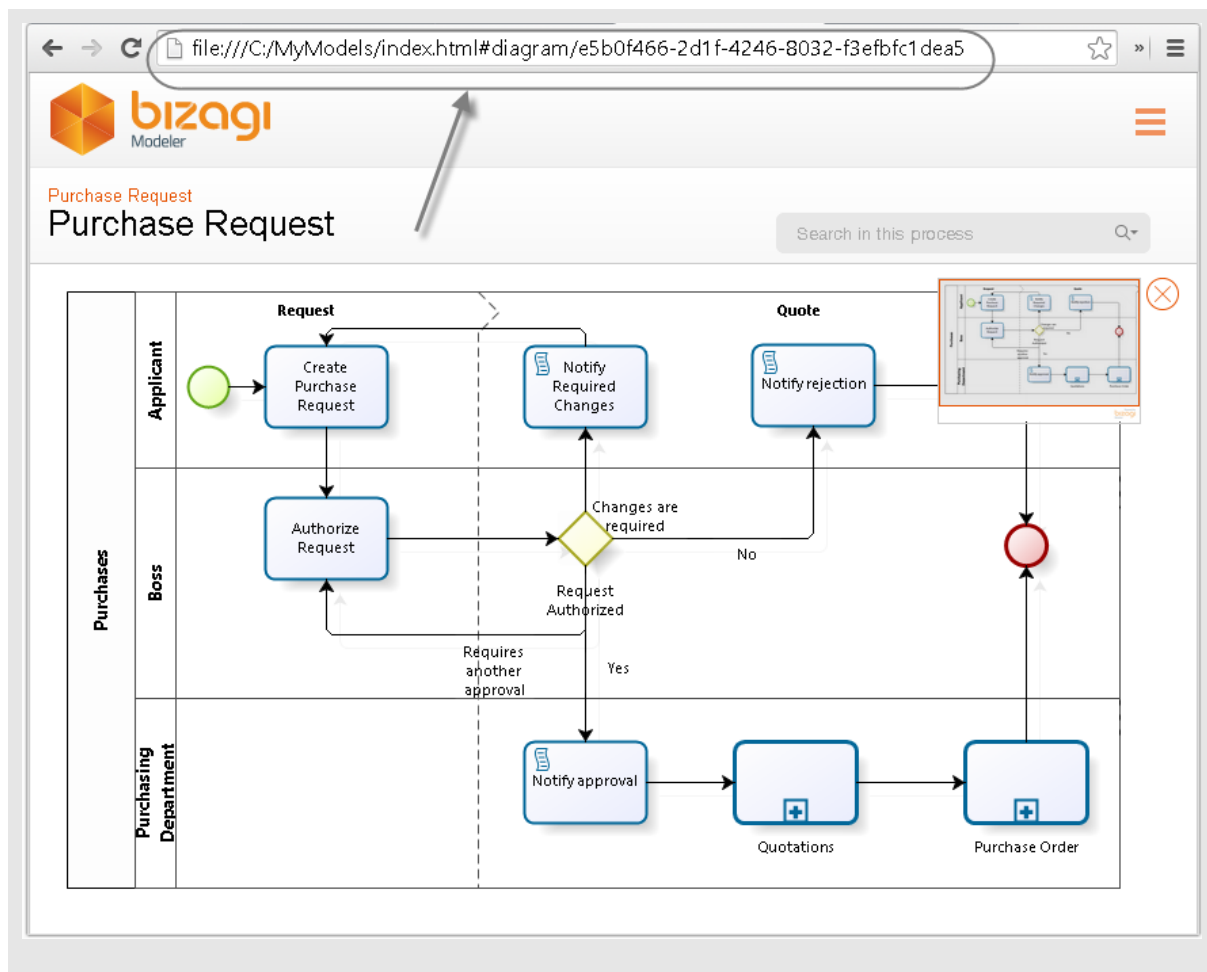 file:///C:/MyModels/index.html#diagram/e5b0f466-2d1f-4246-8032-f3efbfc1dea5
»
bizagi
Modeler
Purchase Request
Purchase Request
Search in this process
Request
Quote
Purchases
Applicant
Create
Purchase
Request
Notify
Required
Changes
Notify rejection
Boss
Authorize
Request
Changes are
required
No
Request
Authorized
Requires
another
approval
Yes
Purchasing
Department
Notify approval
Quotations
Purchase Order